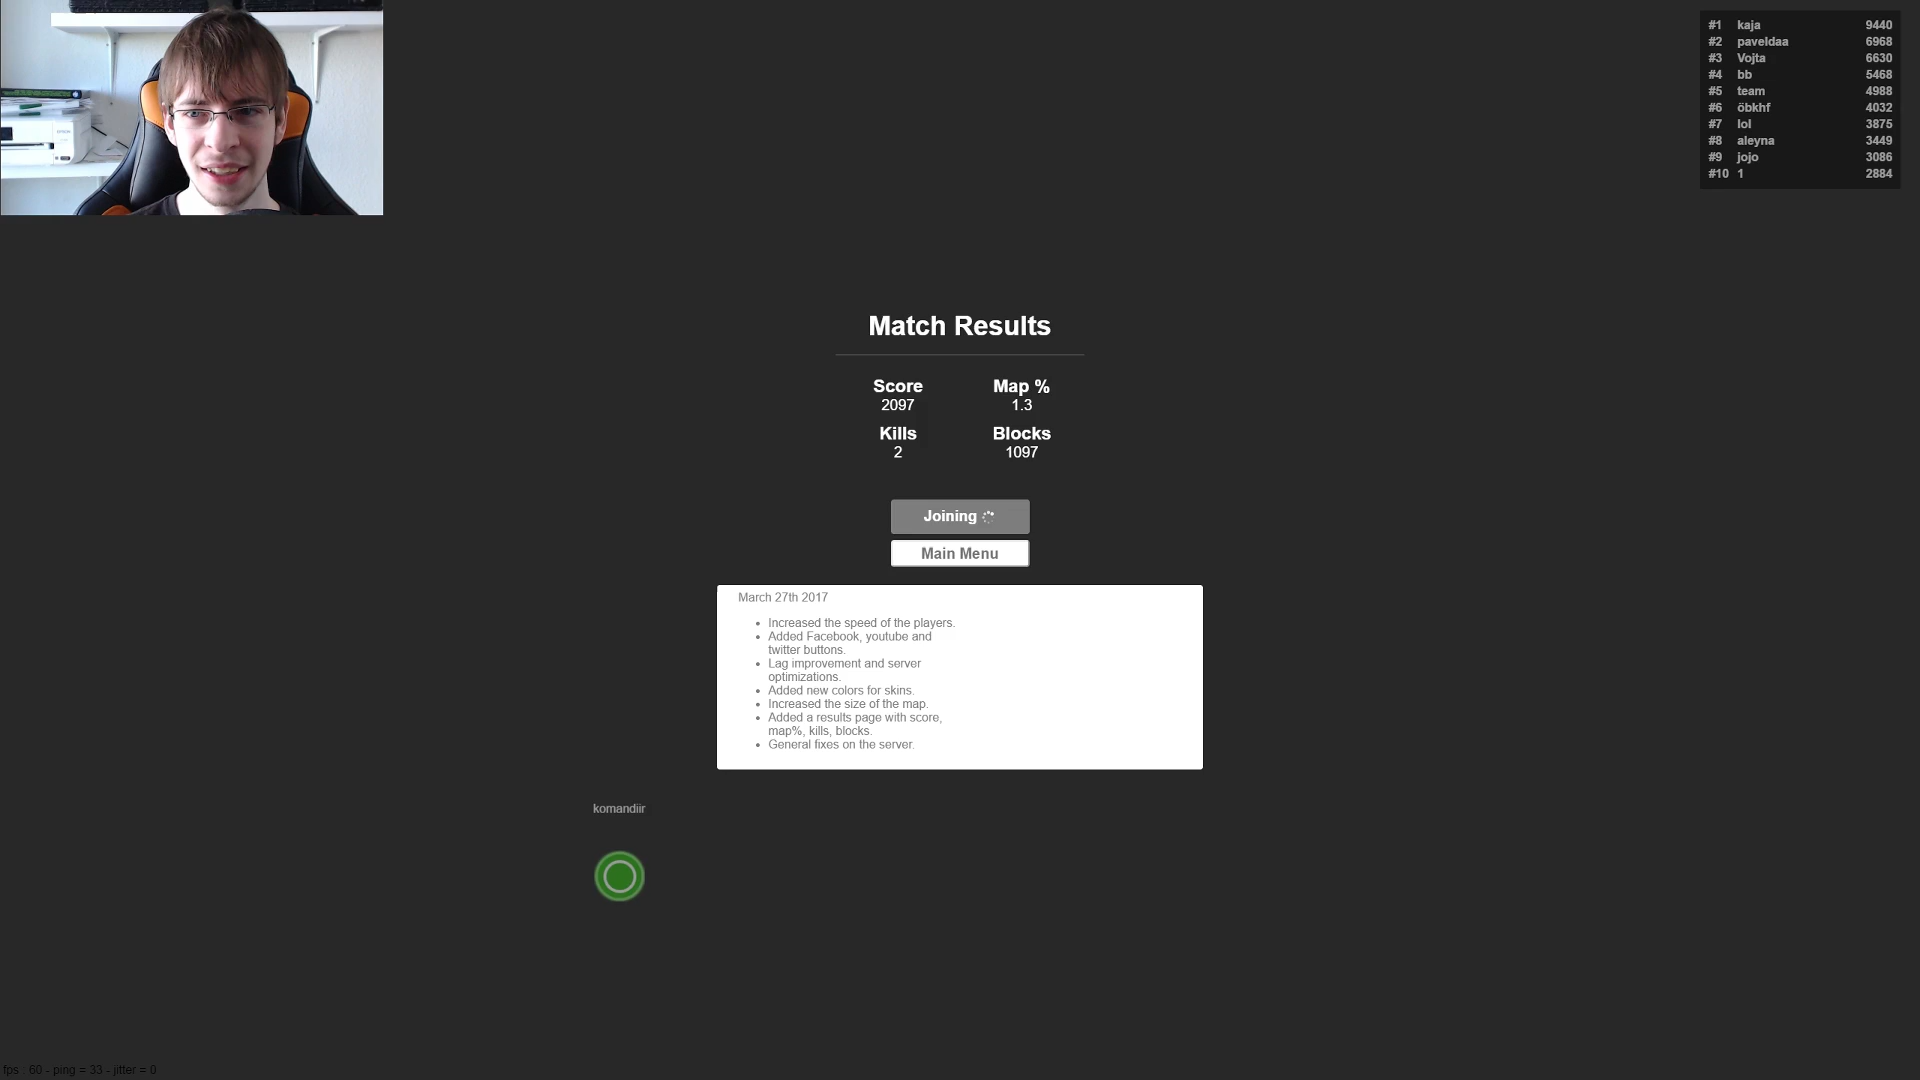 #1 kaja 9440
#2 paveldaa 6968
#3 Vojta 6630
#4 bb 5468
#5 team 4988
#6 öbkhf 4032
#7 lol 3875
#8 aleyna 3449
#9 jojo 3086
#10 1 2884
EPSON
Match Results
Score Map %
2097 1.3
Kills Blocks
2 1097
Joining
Main Menu
March 27th 2017
• Increased the speed of the players.
• Added Facebook, youtube and
twitter buttons.
• Lag improvement and server
optimizations.
• Added new colors for skins.
• Increased the size of the map.
• Added a results page with score,
map%, kills, blocks.
• General fixes on the server.
komandiir
fps : 60 - ping = 33 - jitter = 0